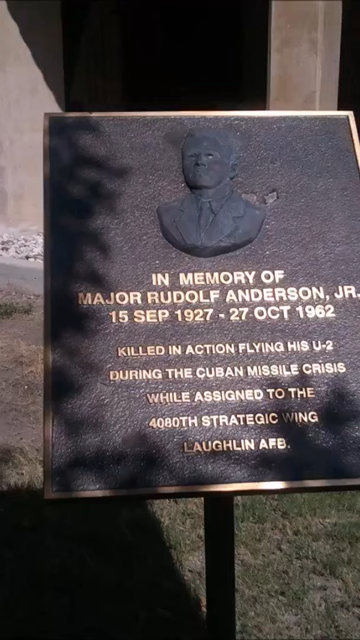 IN MEMORY OF
MAJOR RUDOLF ANDERSON, JR.
15 SEP 1927 - 27 OCT 1962
KILLED IN ACTION FLYING HIS U-2
DURING THE CUBAN MISSILE CRISIS
WHILE ASSIGNED TO THE
4080TH STRATEGIC WING
LAUGHLIN AFB.